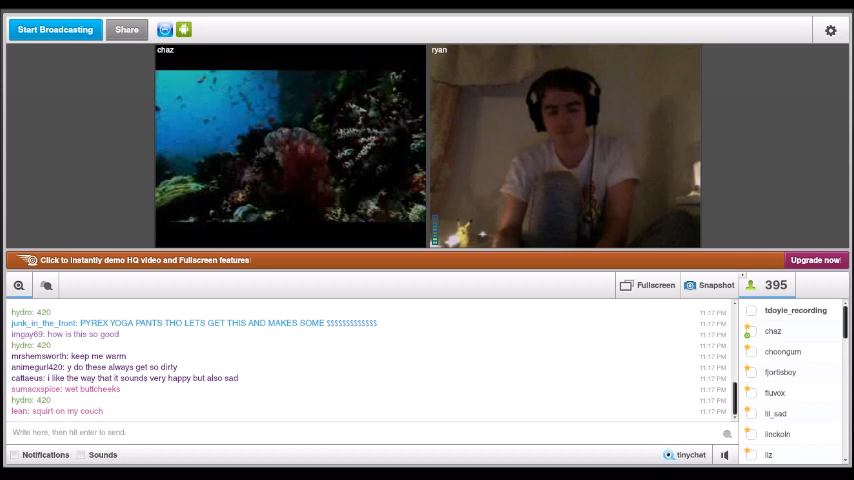 Start Broadcasting
Share
chaz
ryan
Click to instantly demo HQ video and Fullscreen features
Upgrade now!
Fullscreen
Snapshot
395
hydro: 420
11:17 PM
junk_in_the_front: PYREX YOGA PANTS THO LETS GET THIS AND MAKES SOME $$$$$$$$$$$$$
11:17 PM
imgay69: how is this so good
11:17 PM
hydro: 420
11:17 PM
mrshemsworth: keep me warm
11:17 PM
animegurl420: y do these always get so dirty
11:17 PM
cattaeus: i like the way that it sounds very happy but also sad
11:17 PM
sumacxspice: wet buttcheeks
11:17 PM
hydro: 420
11:17 PM
lean: squirt on my couch
11:17 PM
tdoyle_recording
chaz
choongum
fjortisboy
fluvox
lil_sad
linckoln
liz
Write here, then hit enter to send.
Notifications
Sounds
tinychat